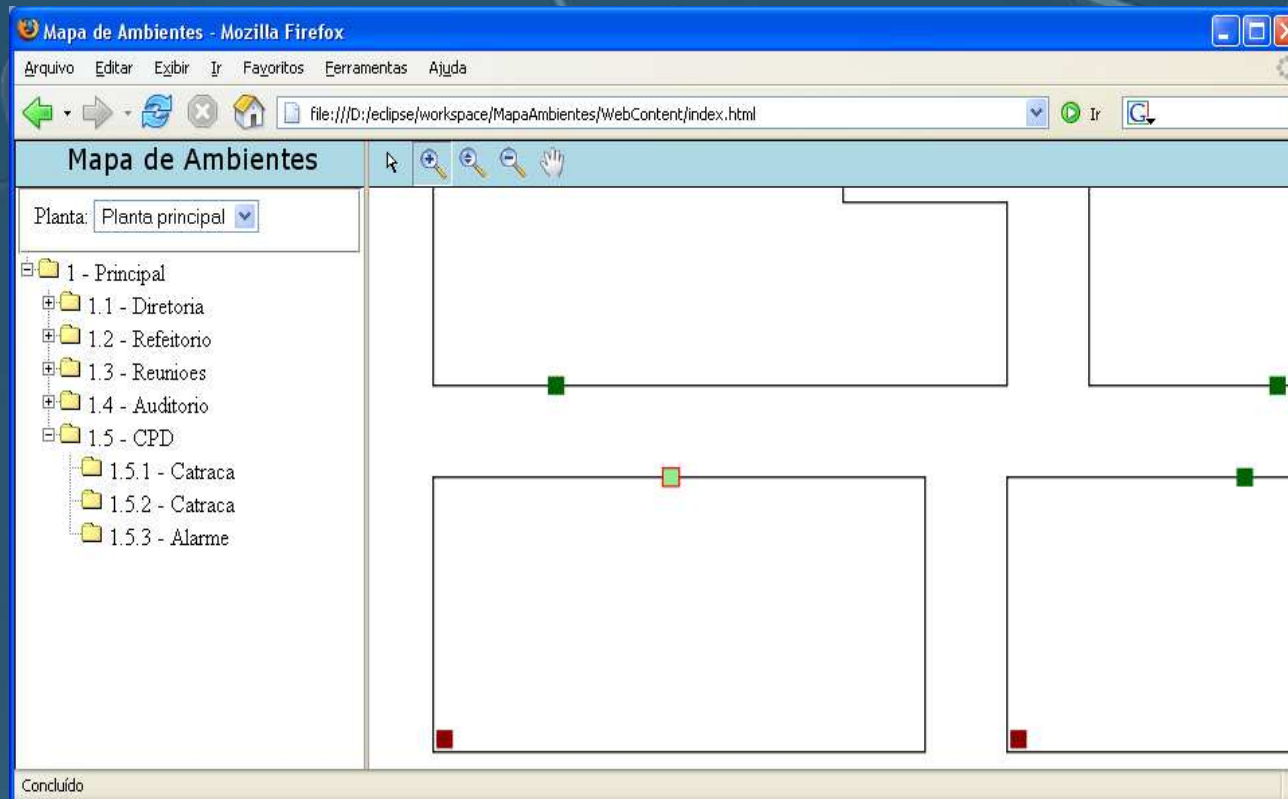 Mapa de Ambientes - Mozilla Firefox
Arquivo Editar Exibir Ir Favoritos Ferramentas Ajuda
file:///D:/eclipse/workspace/MapaAmbientes/WebContent/index.html Ir G
Mapa de Ambientes
Planta: Planta principal
1 - Principal
1.1 - Diretoria
1.2 - Refeitorio
1.3 - Reunioes
1.4 - Auditorio
1.5 - CPD
1.5.1 - Catraca
1.5.2 - Catraca
1.5.3 - Alarme
Concluído